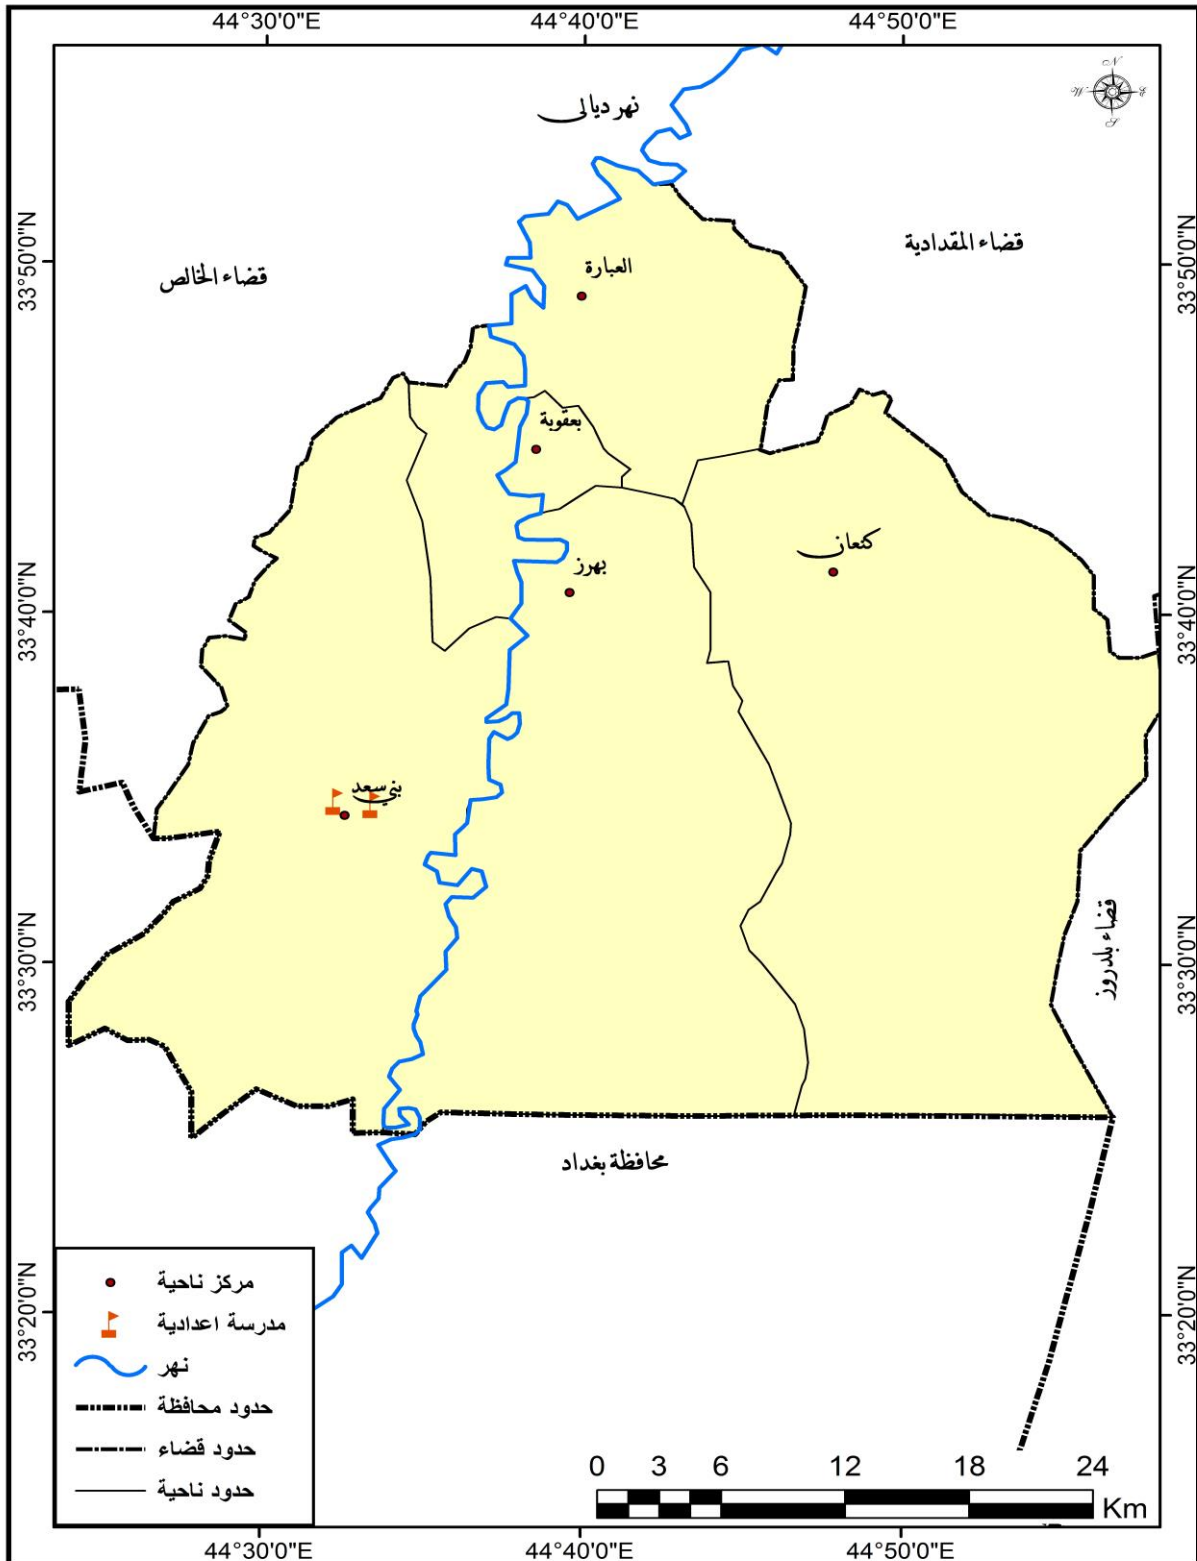 44°30'0"E 44°40'0"E 44°50'0"E
N
W E
S
نهر ديالى
33°50'0"N
33°50'0"N
قضاء المقدادية
قضاء الخالص
العبارة
بعقوبة
كنعان
بهرز
33°40'0"N
33°40'0"N
بني سعد
33°30'0"N
33°30'0"N
قضاء بلدروز
محافظة بغداد
33°20'0"N
33°20'0"N
مركز ناحية
مدرسة اعدادية
نهر
حدود محافظة
حدود قضاء
حدود ناحية
0 3 6 12 18 24
Km
44°30'0"E 44°40'0"E 44°50'0"E